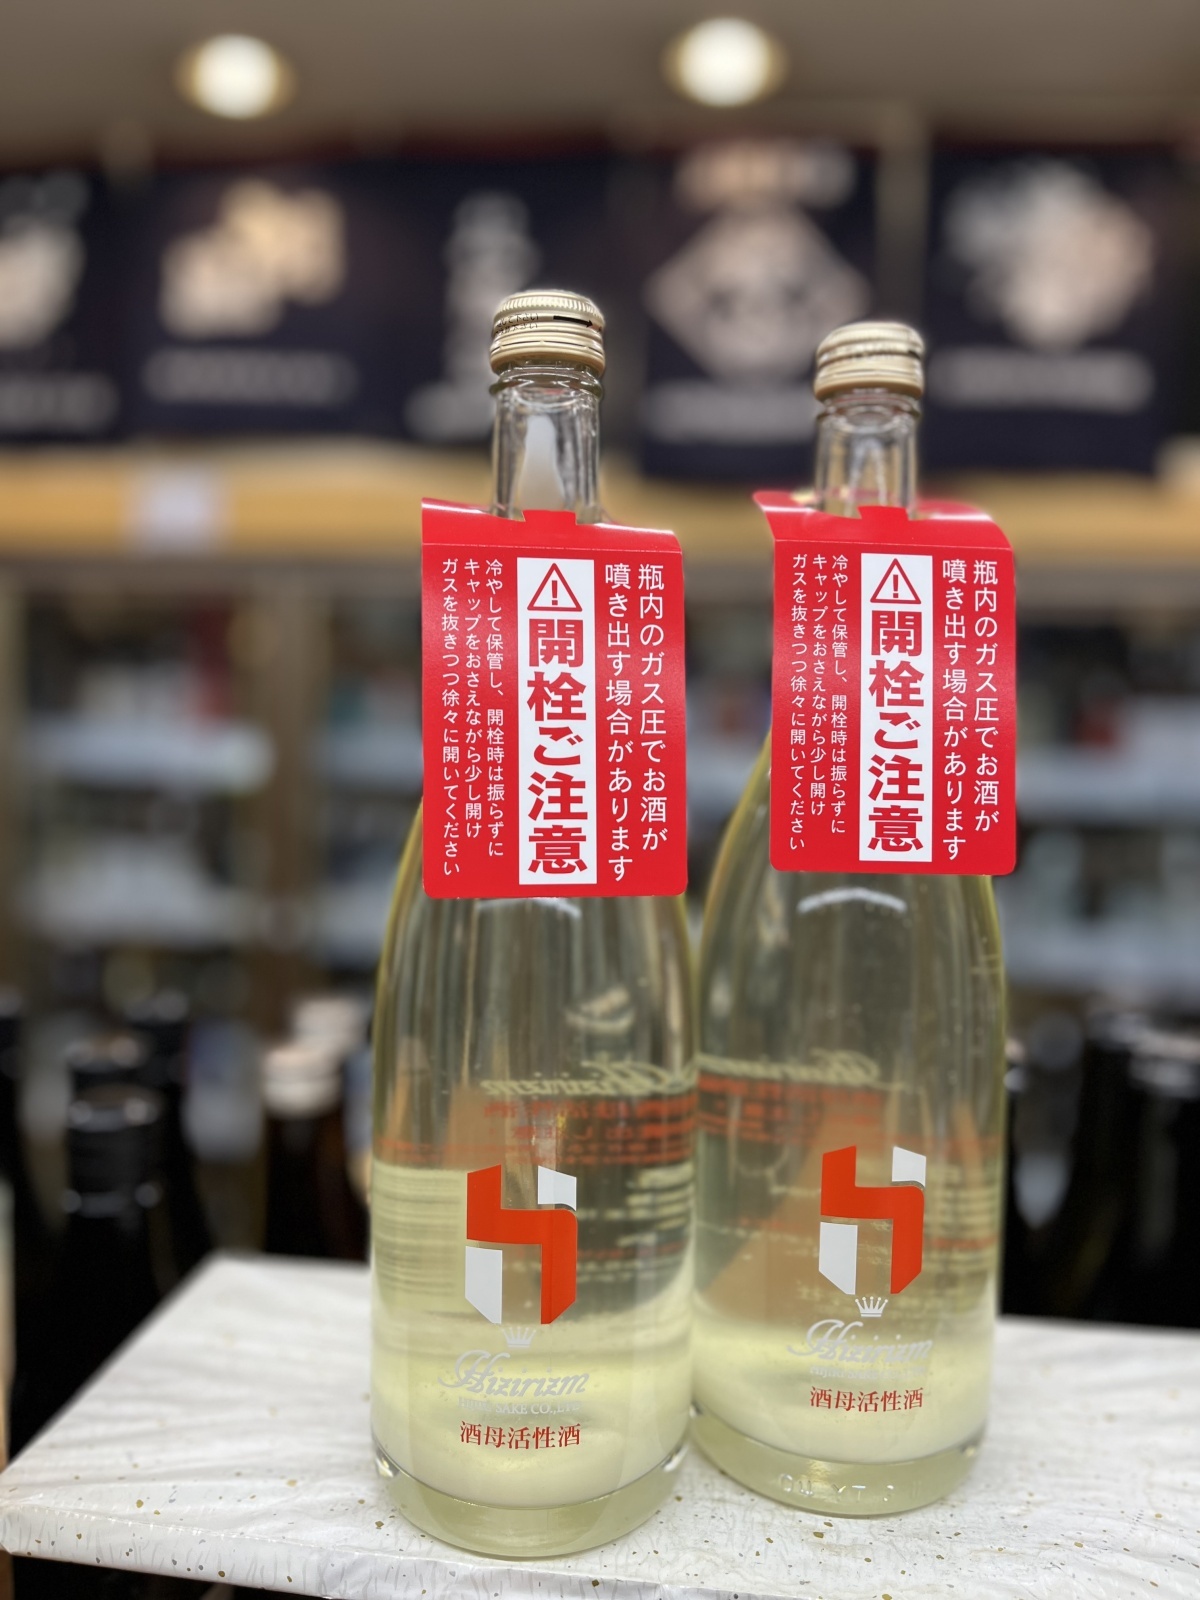 瓶内のガス圧でお酒が
噴き出す場合があります
開栓ご注意
冷やして保管し、開栓時は振らずに
キャップをおさえながら少し開け
ガスを抜きつつ徐々に開いてください
Hizirizm
SAKE CO.,
酒母活性酒
瓶内のガス圧でお酒が
噴き出す場合があります
開栓ご注意
冷やして保管し、開栓時は振らずに
キャップをおさえながら少し開け
ガスを抜きつつ徐々に開いてください
Hizirizm
酒母活性酒